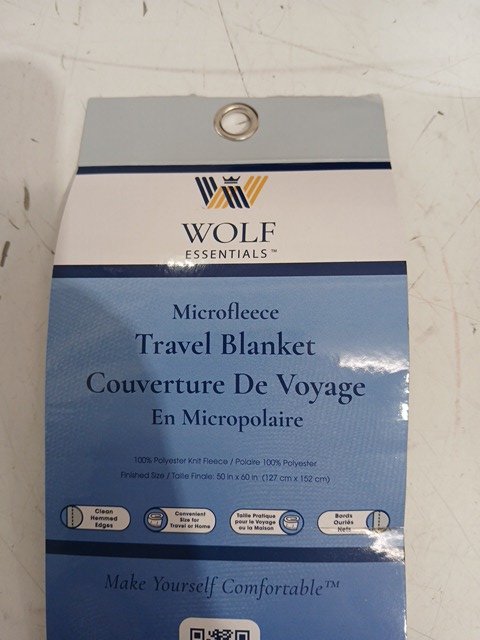 WOLF
ESSENTIALS™
Microfleece
Travel Blanket
Couverture De Voyage
En Micropolaire
100% Polyester Knit Fleece / Polaire 100% Polyester
Finished Size / Taille Finale: 50 in x 60 in (127 cm x 152 cm)
Clean
Hemmed
Edges
Convenient
Size for
Travel or Home
Taille Pratique
pour le Voyage
ou la Maison
Bords
Ourlés
Nets
Make Yourself Comfortable™